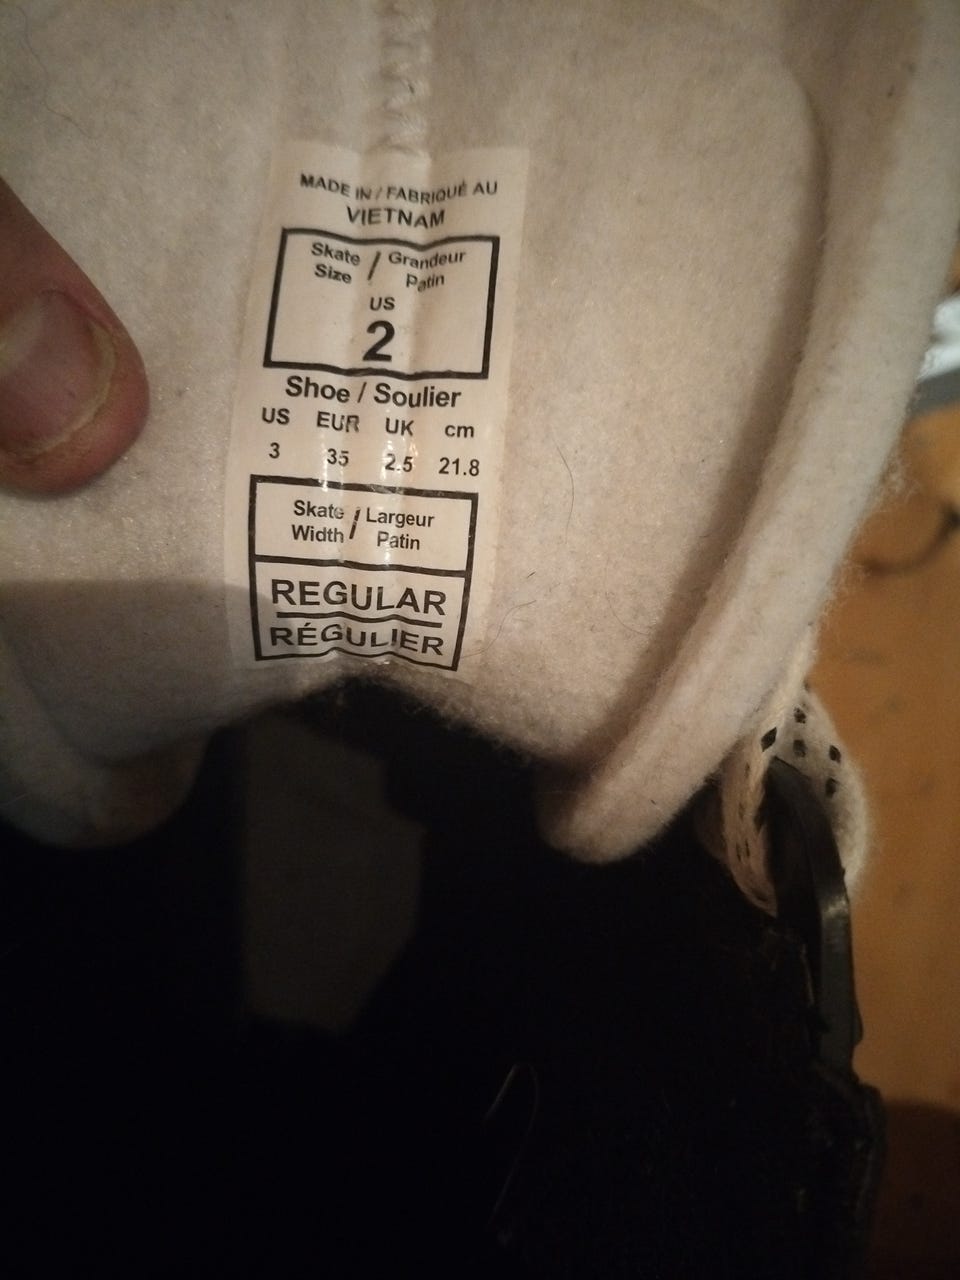 MADE IN / FABRIQUÉ AU
VIETNAM
Skate Size / Grandeur Patin
US
2
Shoe / Soulier
US EUR UK cm
3 35 2.5 21.8
Skate Width / Largeur Patin
REGULAR
RÉGULIER